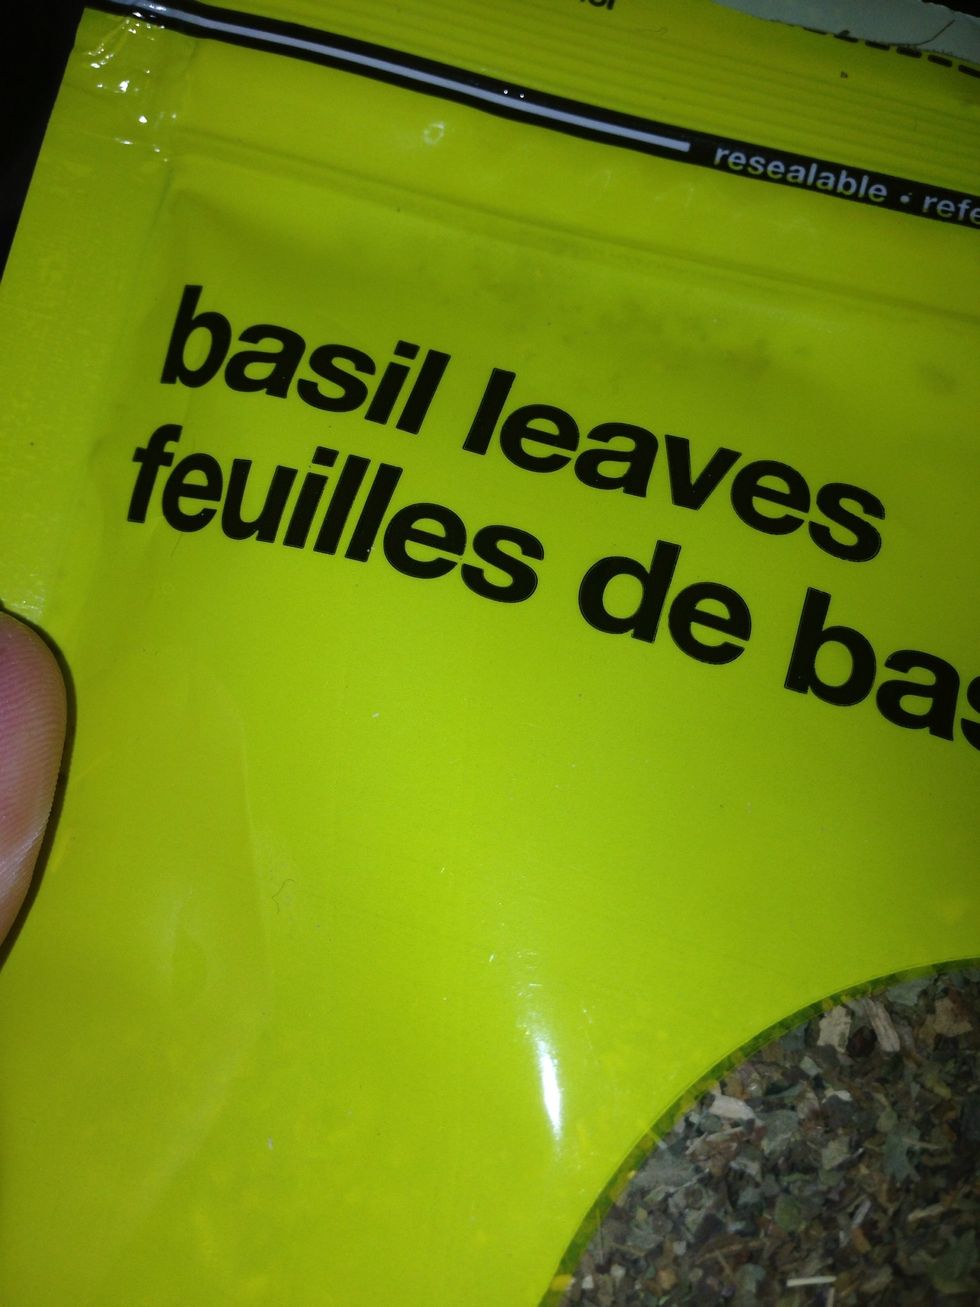 resealable •
basil leaves
feuilles de